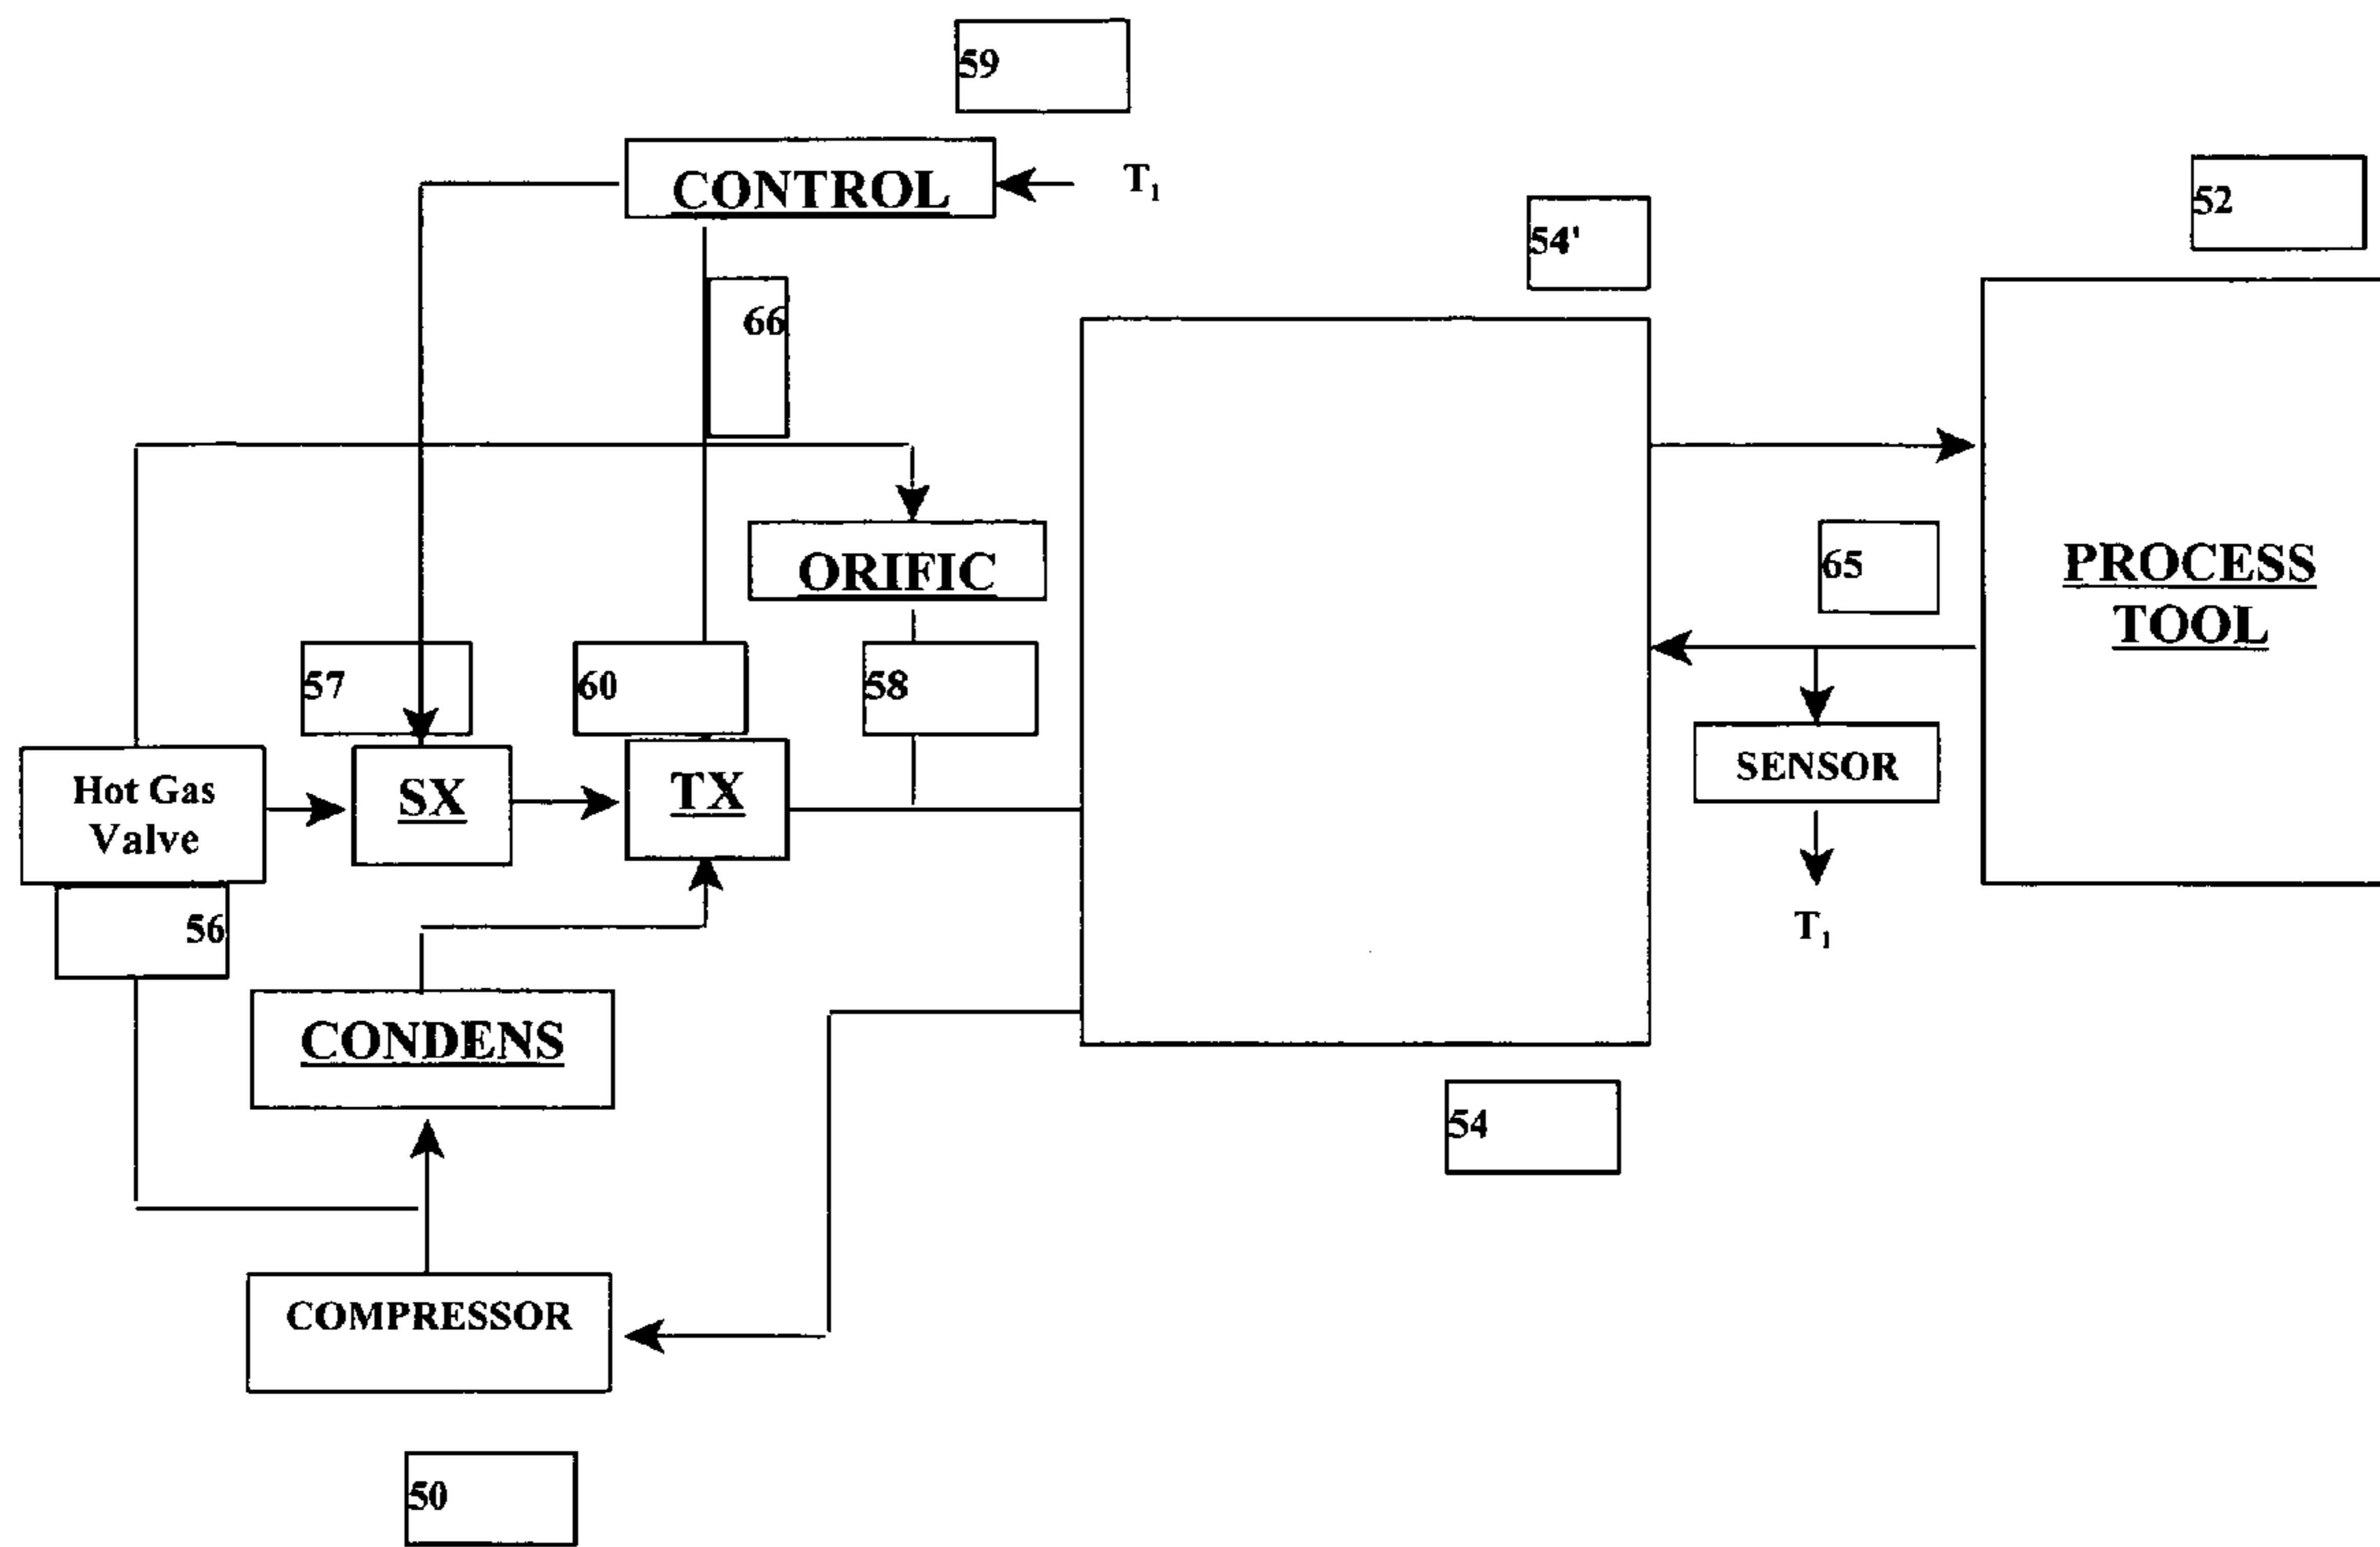 59
CONTROL
T₁
52
54'
66
ORIFIC
65
PROCESS
TOOL
57
60
58
Hot Gas
Valve
SX
TX
SENSOR
56
T₁
CONDENS
54
COMPRESSOR
50